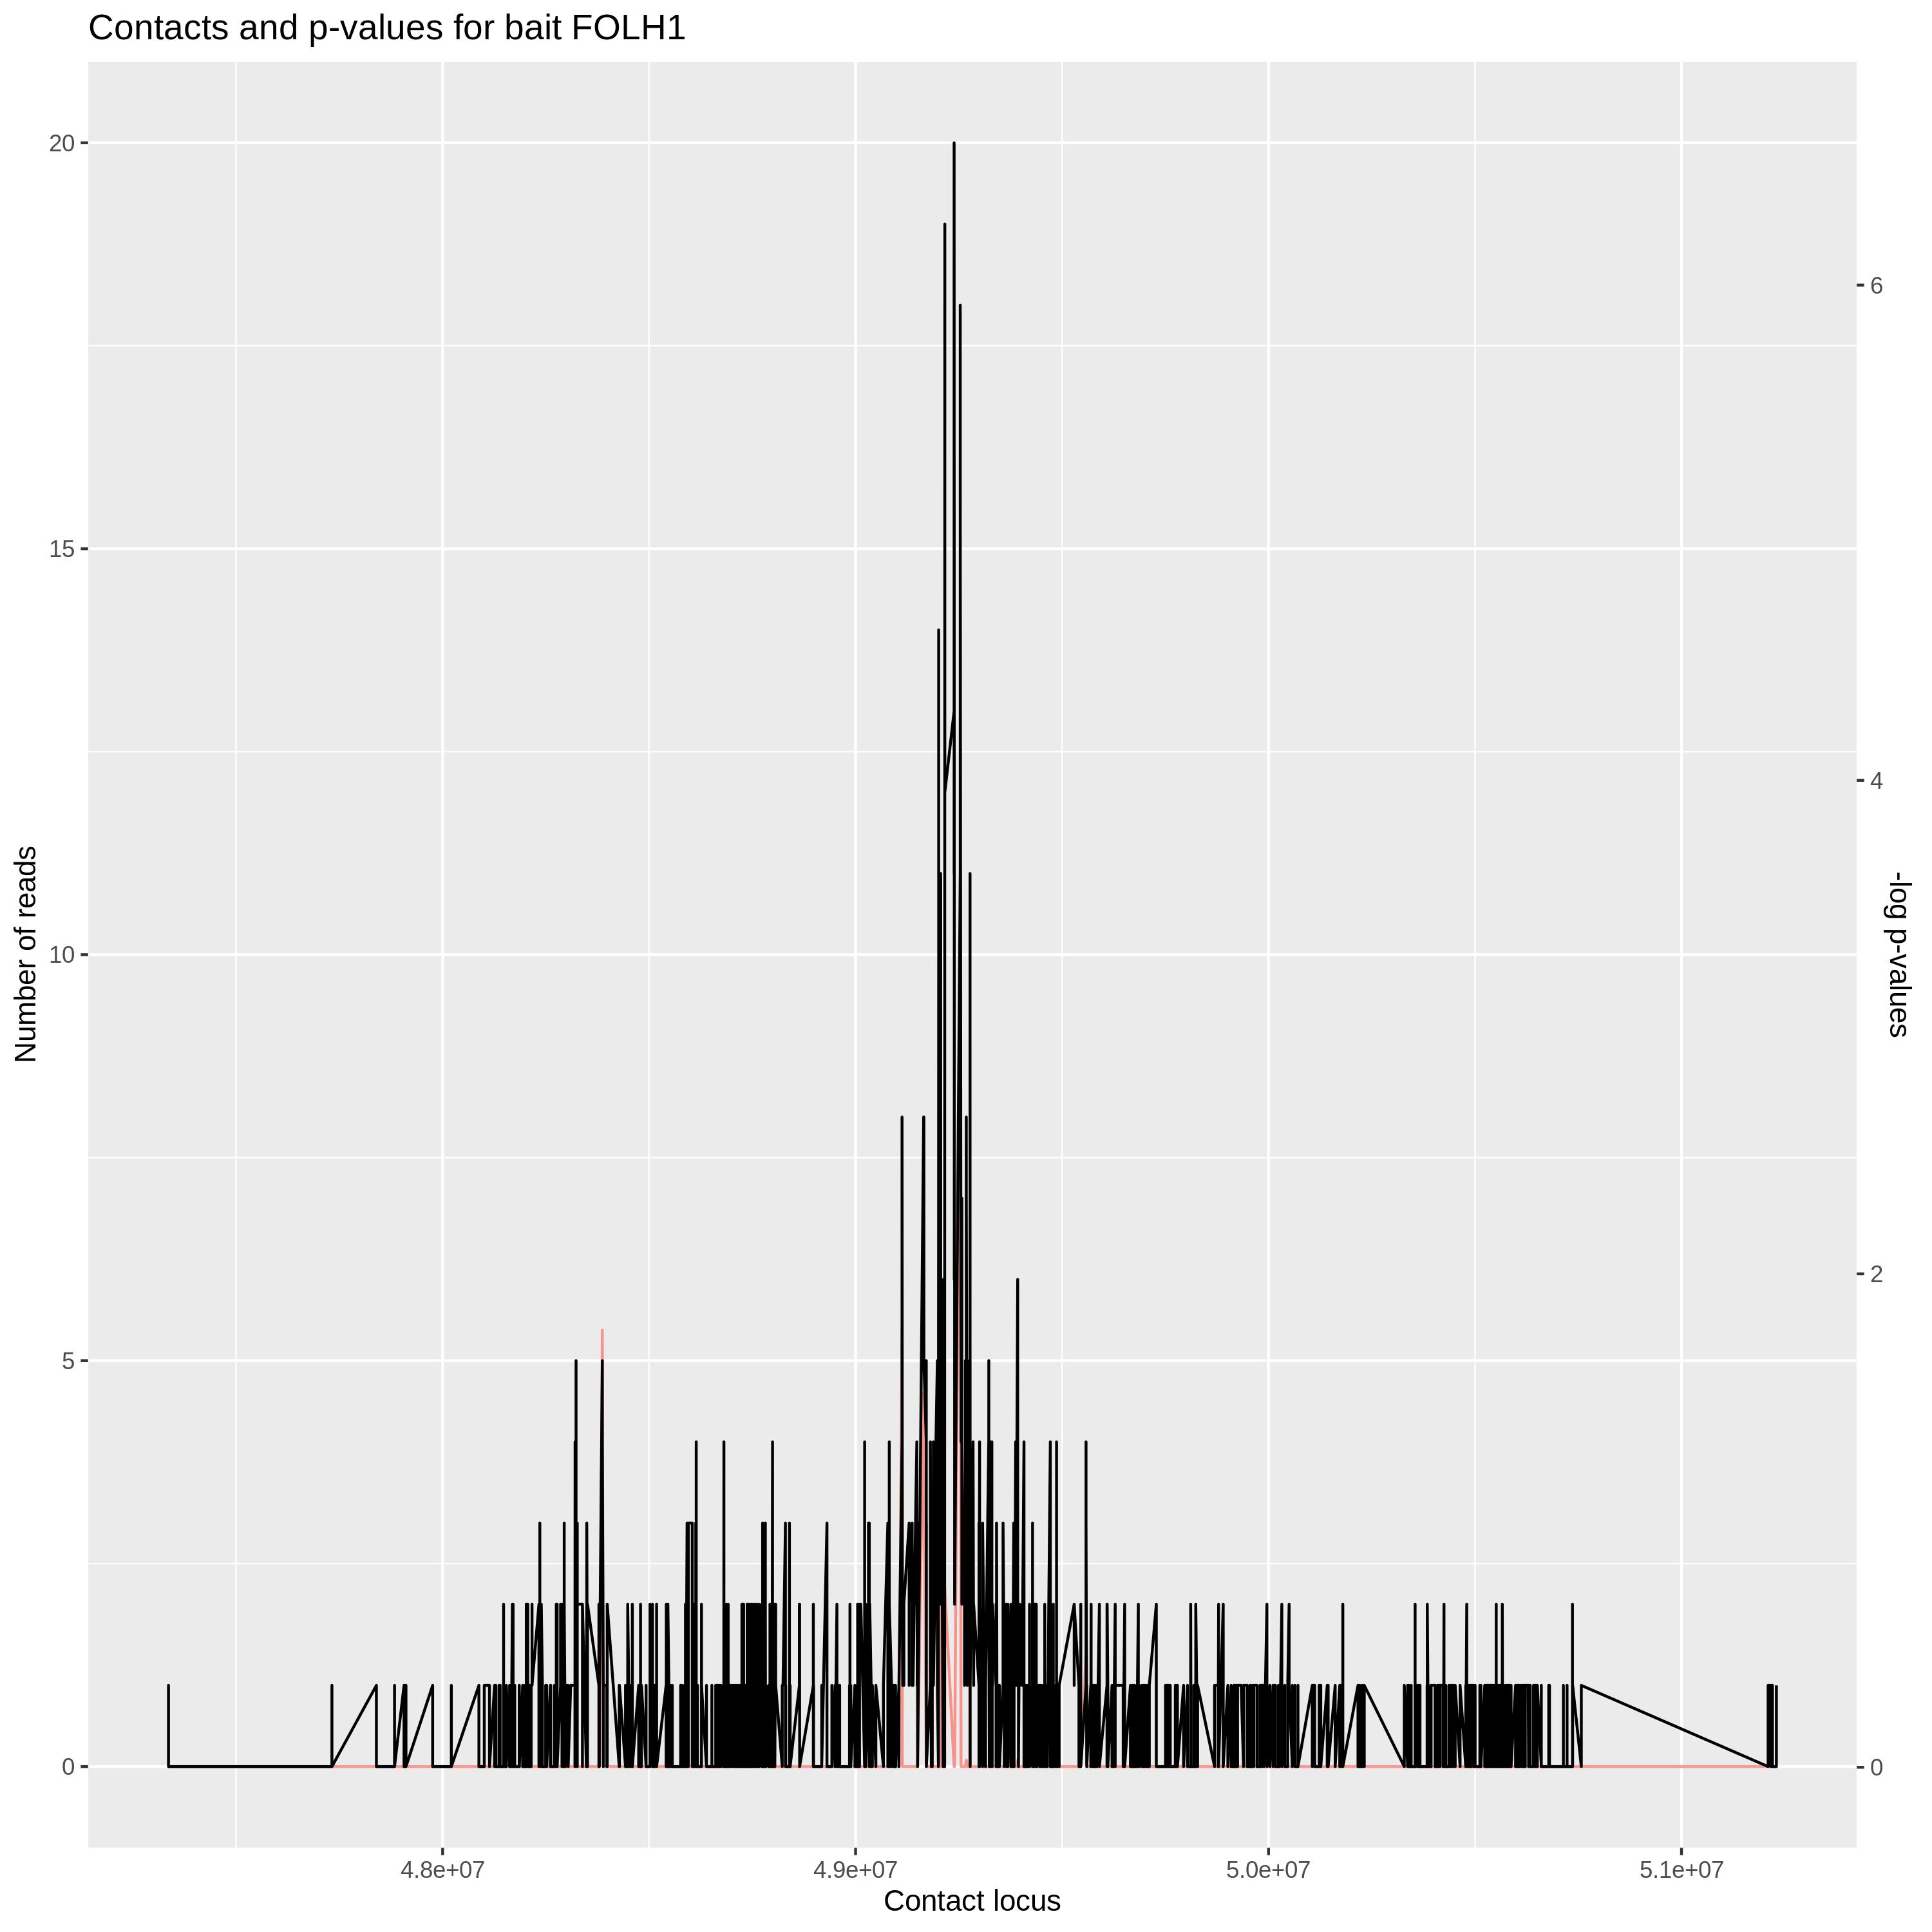 Contacts and p-values for bait FOLH1
20
15
10
5
0
Number of reads
6
4
2
0
-log p-values
4.8e+07
4.9e+07
5.0e+07
5.1e+07
Contact locus